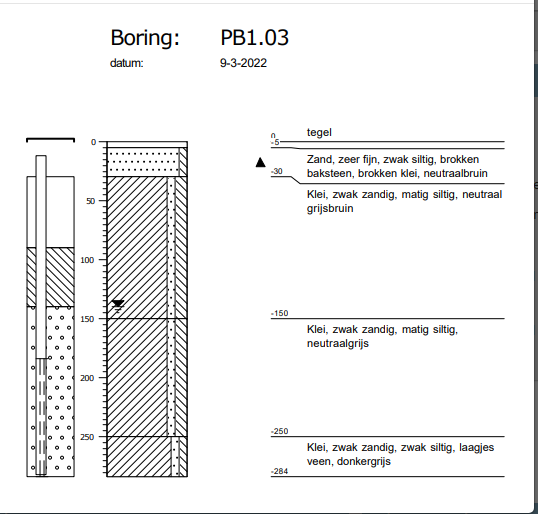 Boring: PB1.03
datum: 9-3-2022
0
50
100
150
200
250
0
tegel
-5
Zand, zeer fijn, zwak siltig, brokken
baksteen, brokken klei, neutraalbruin
-30
Klei, zwak zandig, matig siltig, neutraal
grijsbruin
-150
Klei, zwak zandig, matig siltig,
neutraalgrijs
-250
Klei, zwak zandig, zwak siltig, laagjes
veen, donkergrijs
-284